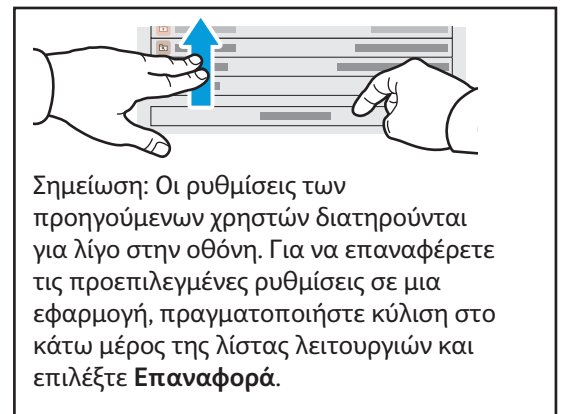 Σημείωση: Οι ρυθμίσεις των
προηγούμενων χρηστών διατηρούνται
για λίγο στην οθόνη. Για να επαναφέρετε
τις προεπιλεγμένες ρυθμίσεις σε μια
εφαρμογή, πραγματοποιήστε κύλιση στο
κάτω μέρος της λίστας λειτουργιών και
επιλέξτε Επαναφορά.